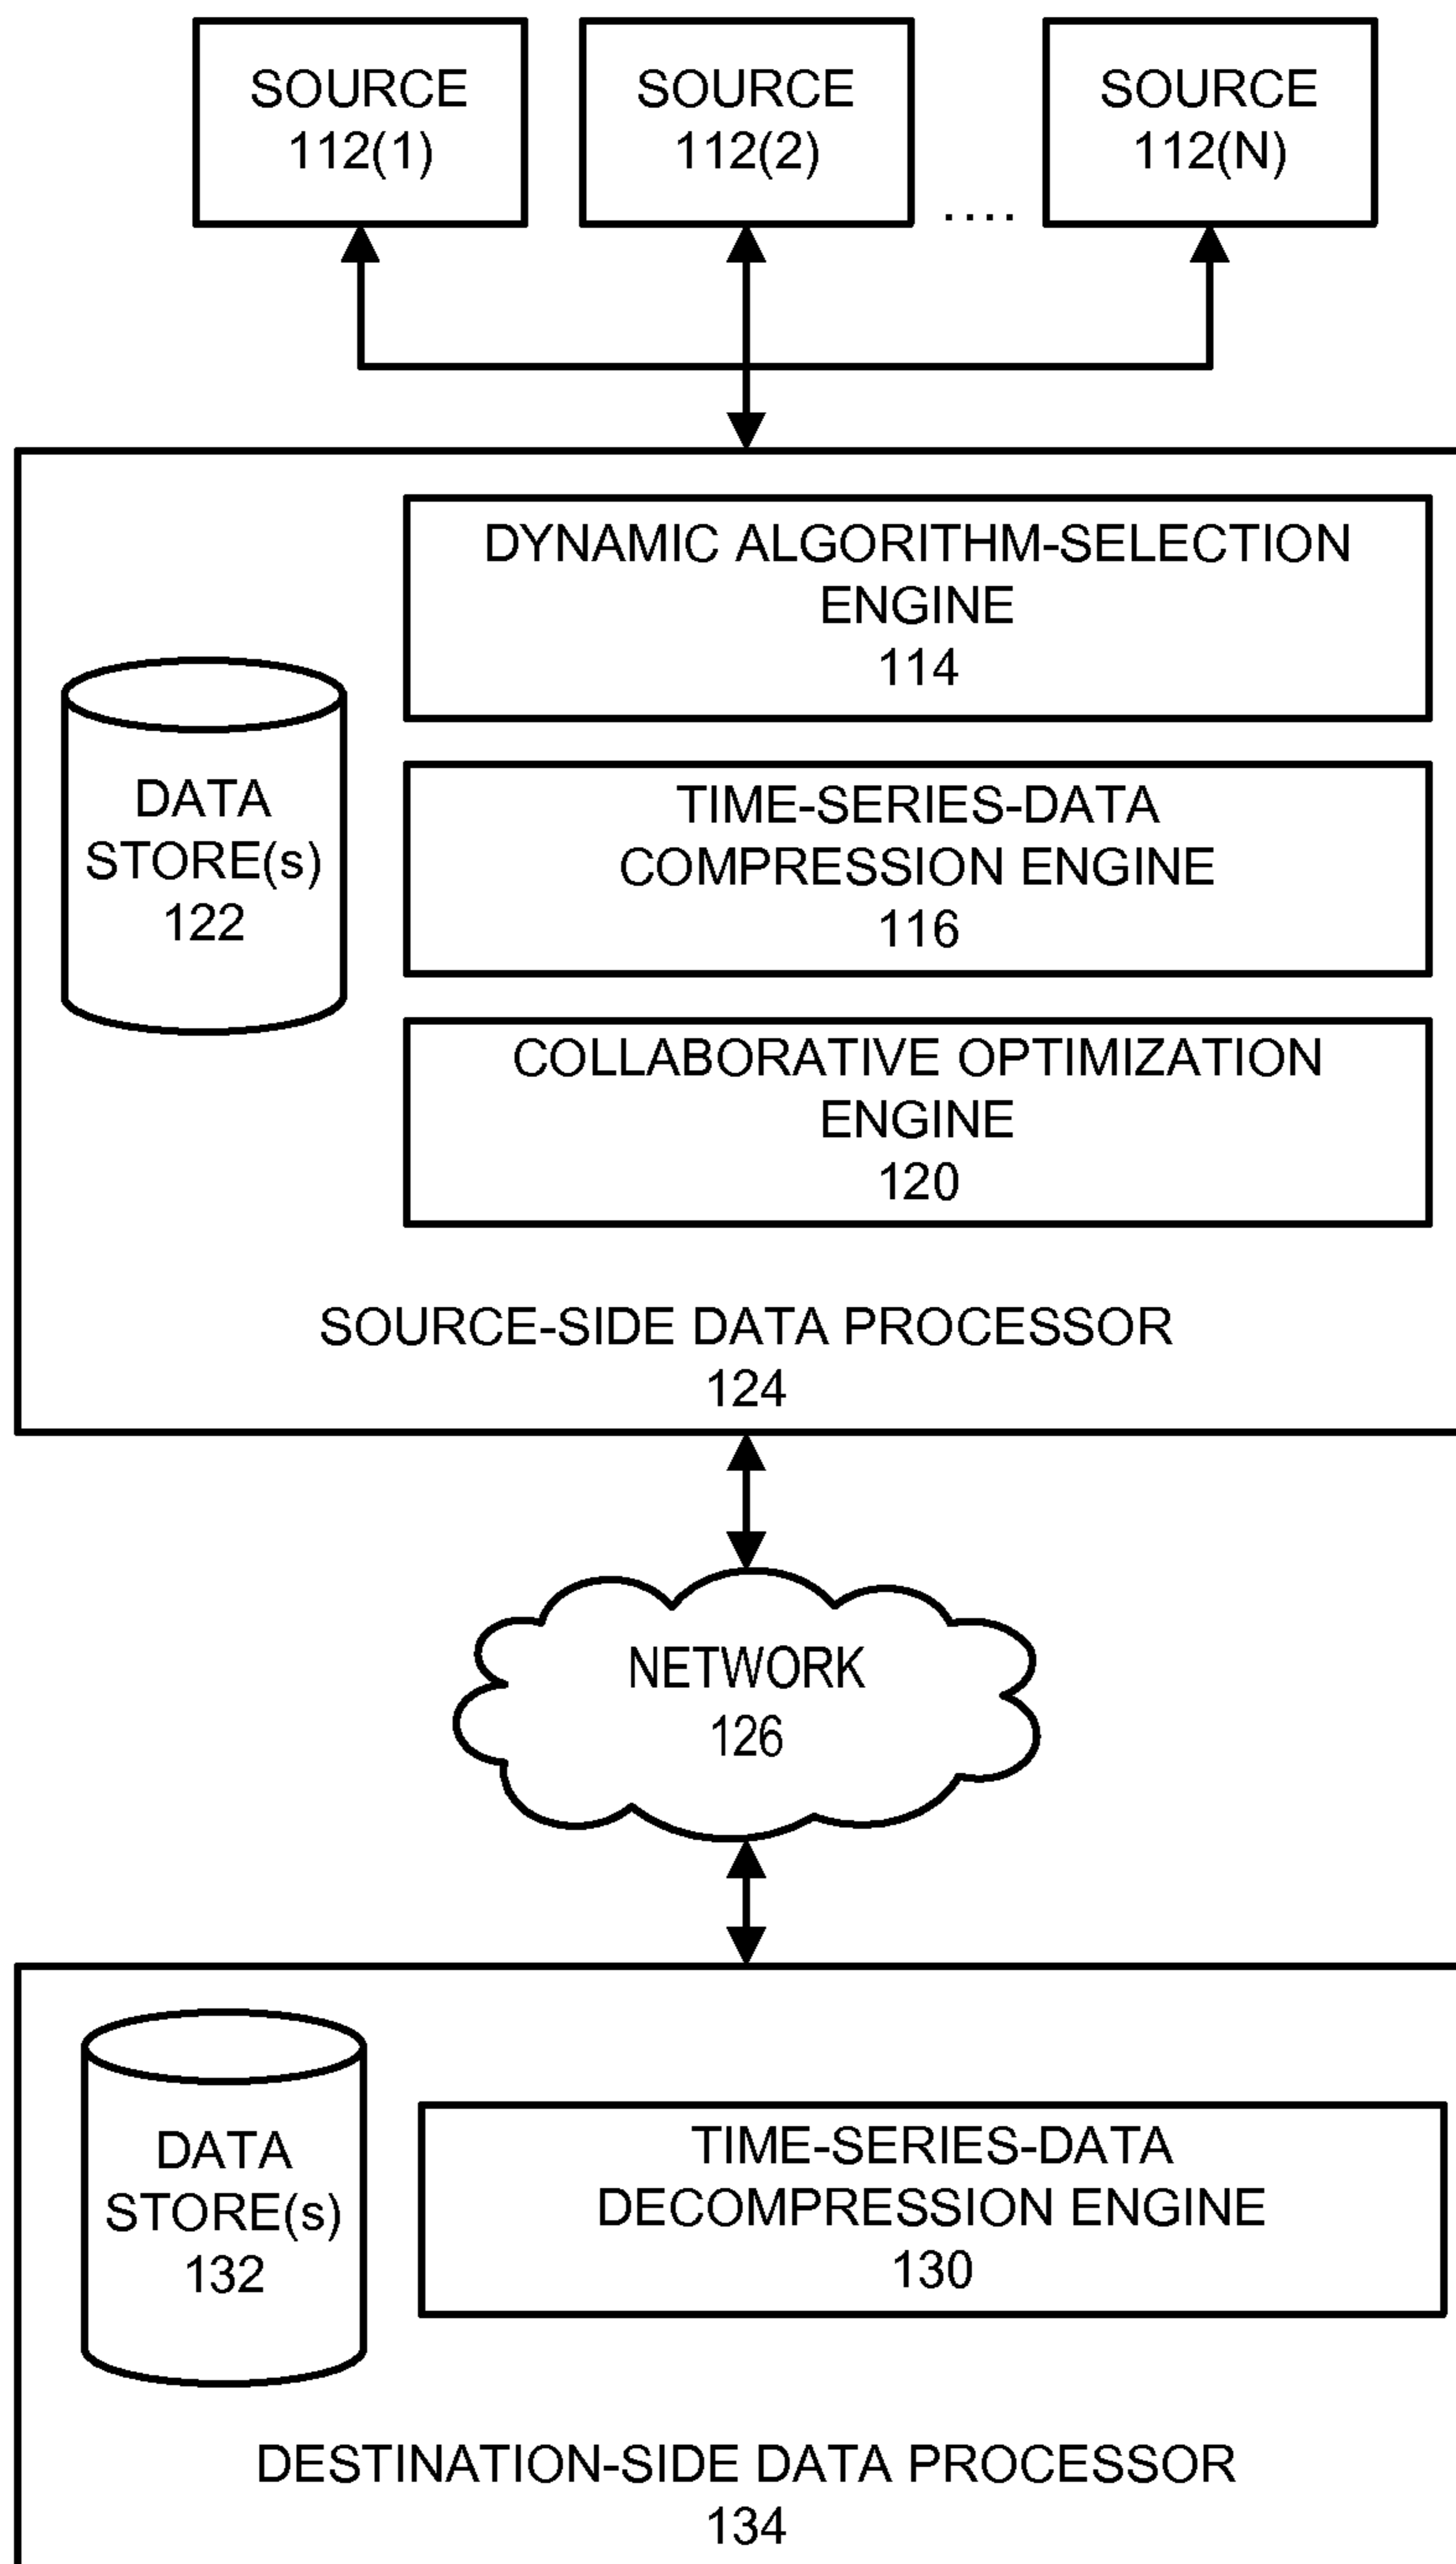 SOURCE
112(1)
SOURCE
112(2)
....
SOURCE
112(N)
DYNAMIC ALGORITHM-SELECTION
ENGINE
114
DATA
STORE(s)
122
TIME-SERIES-DATA
COMPRESSION ENGINE
116
COLLABORATIVE OPTIMIZATION
ENGINE
120
SOURCE-SIDE DATA PROCESSOR
124
NETWORK
126
DATA
STORE(s)
132
TIME-SERIES-DATA
DECOMPRESSION ENGINE
130
DESTINATION-SIDE DATA PROCESSOR
134